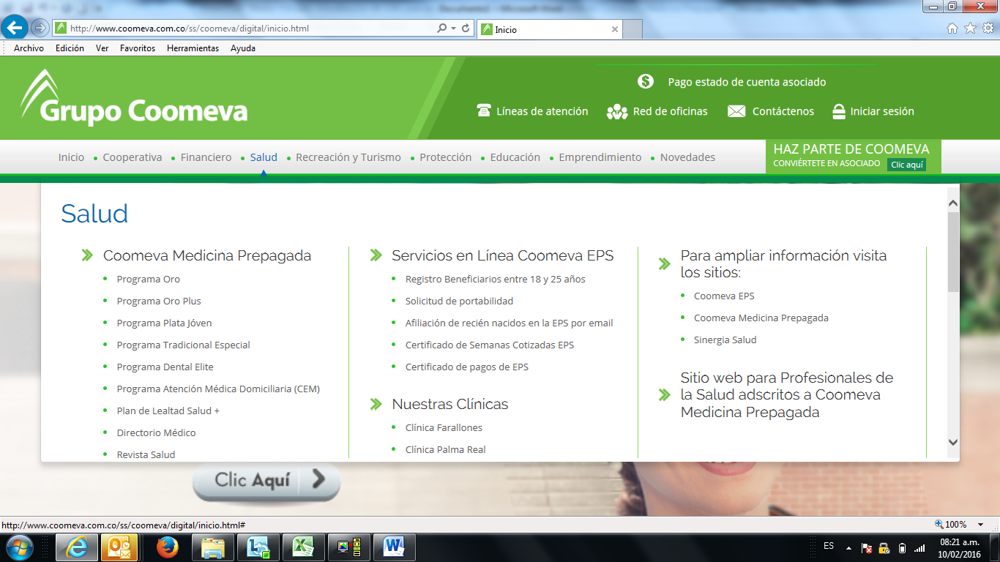 http://www.coomeva.com.co/ss/coomeva/digital/inicio.html
Inicio
Archivo Edición Ver Favoritos Herramientas Ayuda
Grupo Coomeva
Pago estado de cuenta asociado
Líneas de atención Red de oficinas Contáctenos Iniciar sesión
Inicio Cooperativa Financiero Salud Recreación y Turismo Protección Educación Emprendimiento Novedades
HAZ PARTE DE COOMEVA
CONVIÉRTETE EN ASOCIADO Clic aquí
Salud
Coomeva Medicina Prepagada
Programa Oro
Programa Oro Plus
Programa Plata Jóven
Programa Tradicional Especial
Programa Dental Elite
Programa Atención Médica Domiciliaria (CEM)
Plan de Lealtad Salud +
Directorio Médico
Revista Salud
Servicios en Línea Coomeva EPS
Registro Beneficiarios entre 18 y 25 años
Solicitud de portabilidad
Afiliación de recién nacidos en la EPS por email
Certificado de Semanas Cotizadas EPS
Certificado de pagos de EPS
Nuestras Clínicas
Clínica Farallones
Clínica Palma Real
Para ampliar información visita
los sitios:
Coomeva EPS
Coomeva Medicina Prepagada
Sinergia Salud
Sitio web para Profesionales de
la Salud adscritos a Coomeva
Medicina Prepagada
Clic Aquí
http://www.coomeva.com.co/ss/coomeva/digital/inicio.html#
100%
ES
08:21 a.m.
10/02/2016